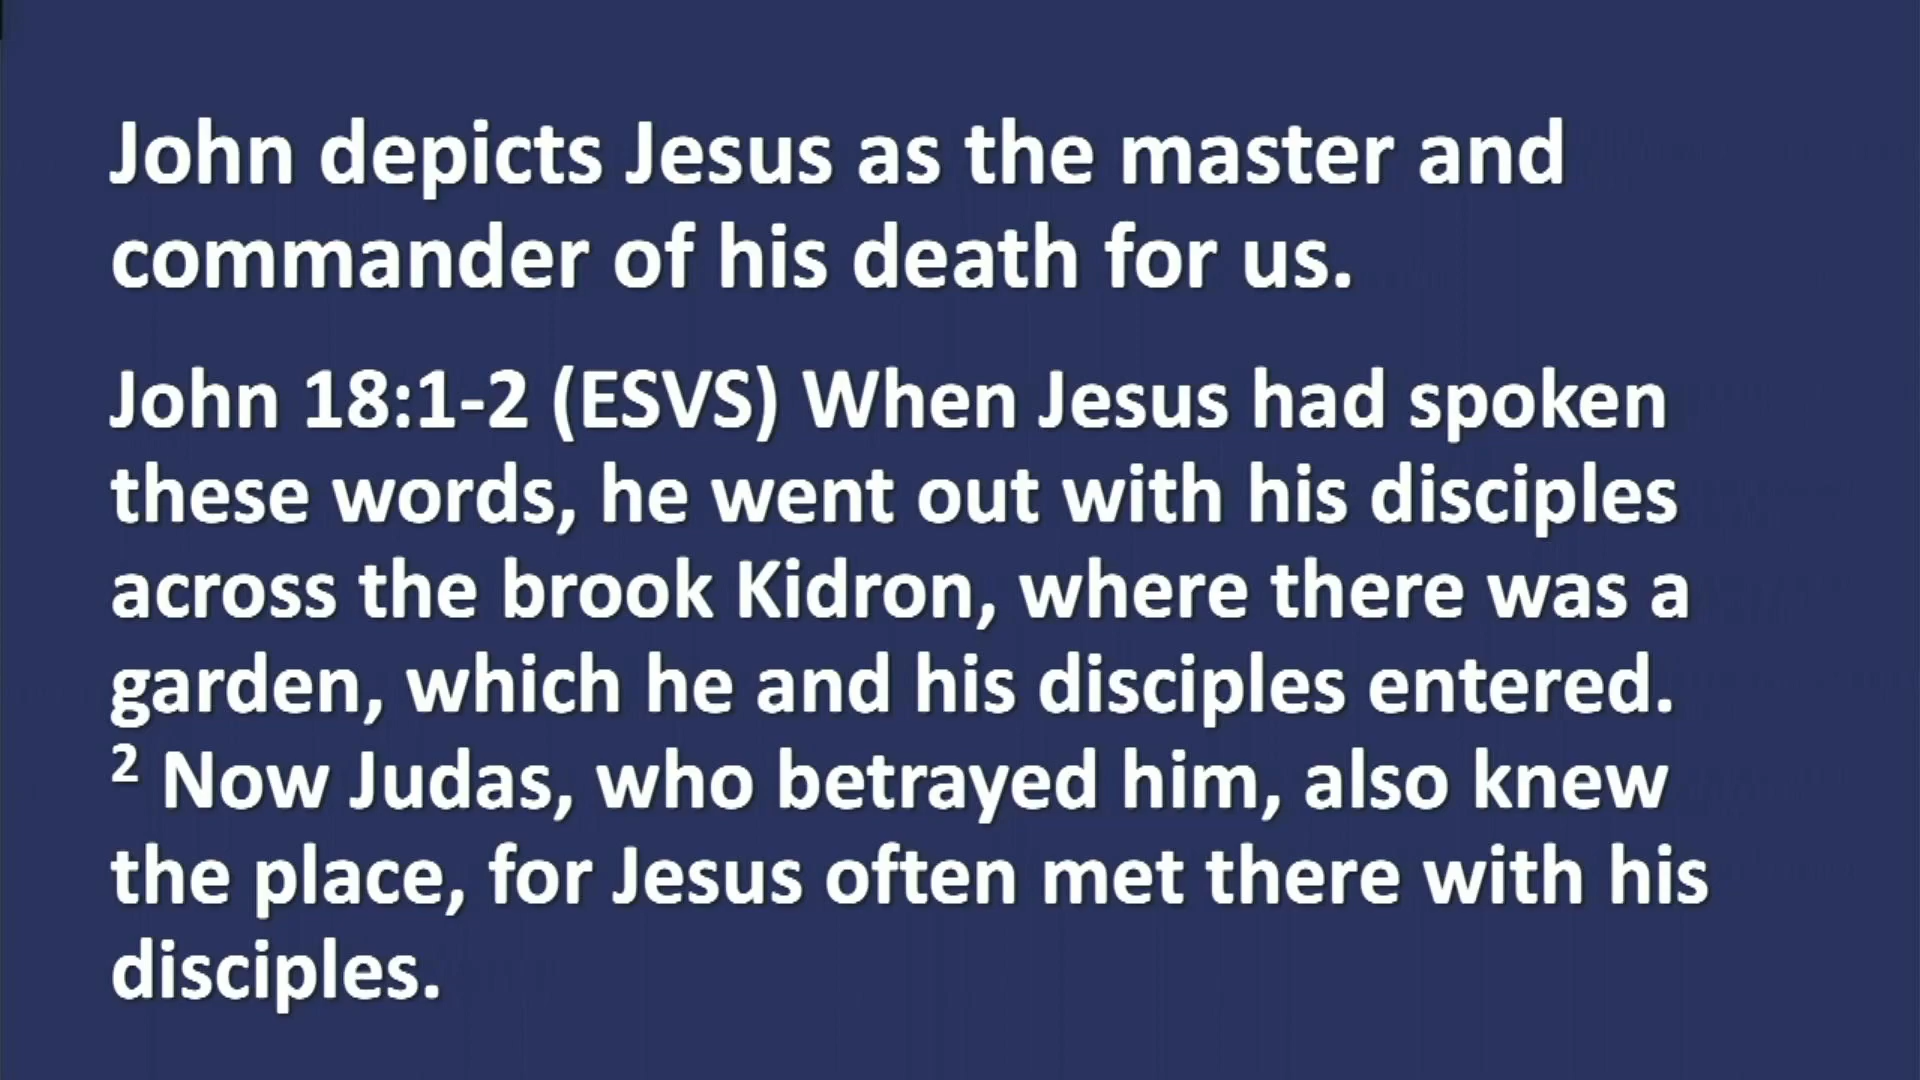 John depicts Jesus as the master and
commander of his death for us.
John 18:1-2 (ESVS) When Jesus had spoken
these words, he went out with his disciples
across the brook Kidron, where there was a
garden, which he and his disciples entered.
2 Now Judas, who betrayed him, also knew
the place, for Jesus often met there with his
disciples.